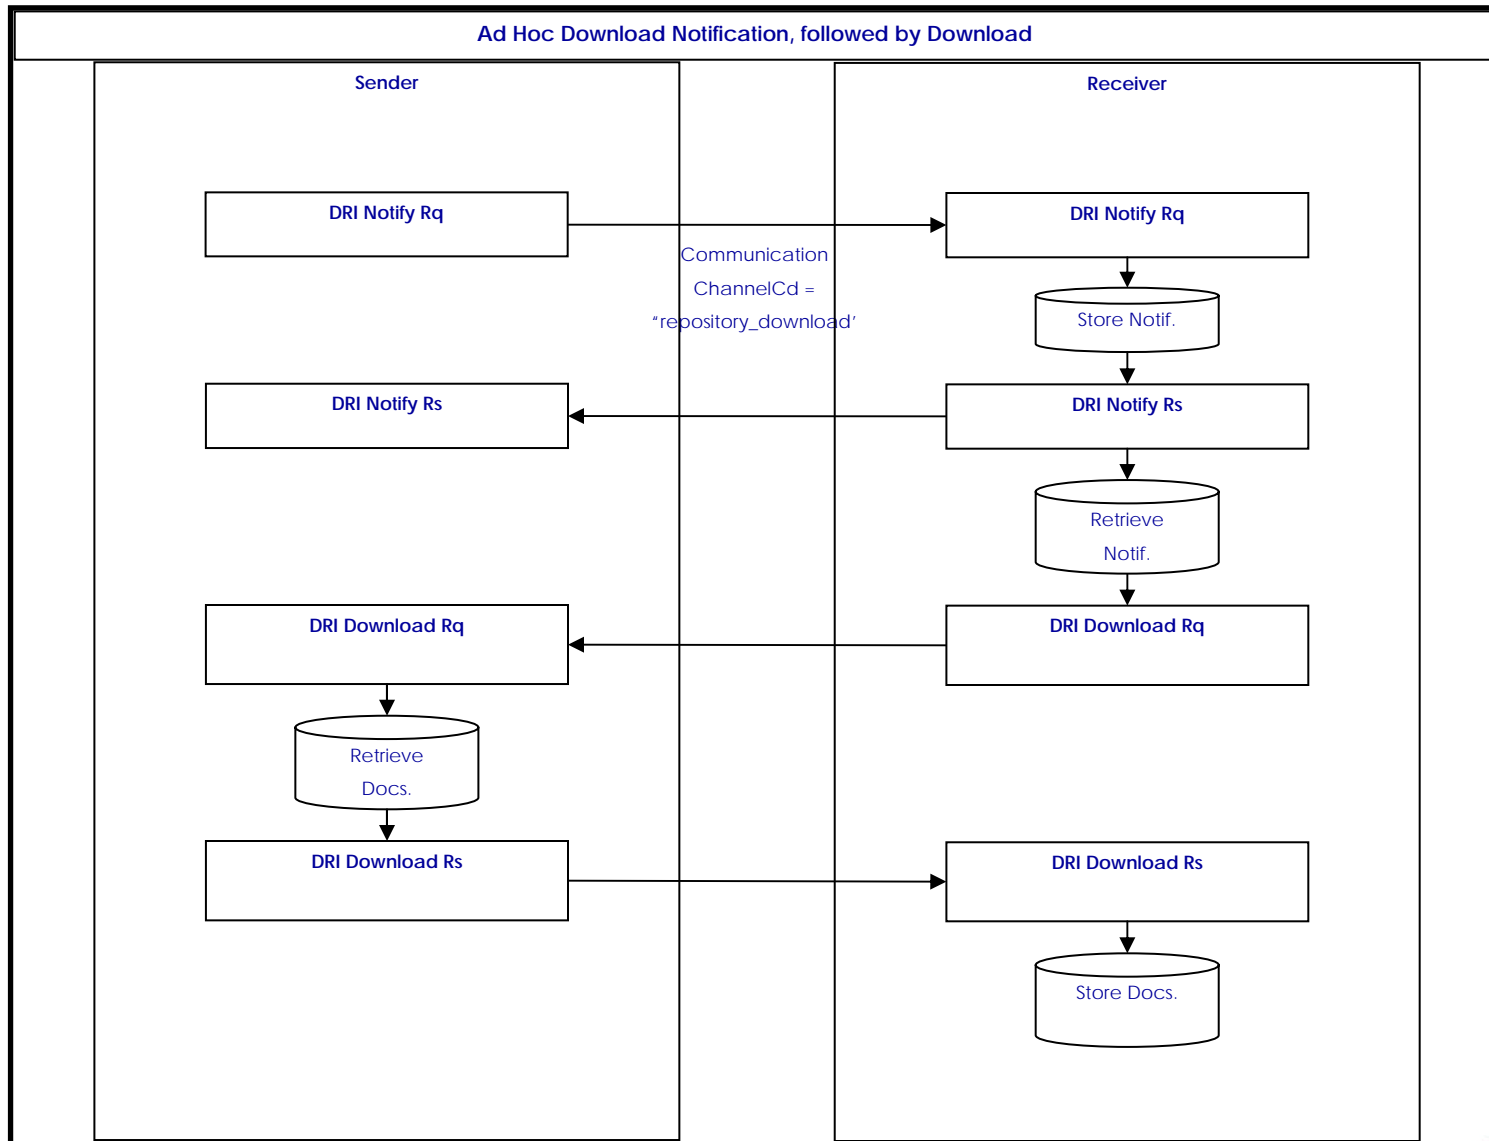 Ad Hoc Download Notification, followed by Download
Sender
Receiver
DRI Notify Rq
DRI Notify Rq
Communication
ChannelCd =
“repository_download’
Store Notif.
DRI Notify Rs
DRI Notify Rs
Retrieve
Notif.
DRI Download Rq
DRI Download Rq
Retrieve
Docs.
DRI Download Rs
DRI Download Rs
Store Docs.